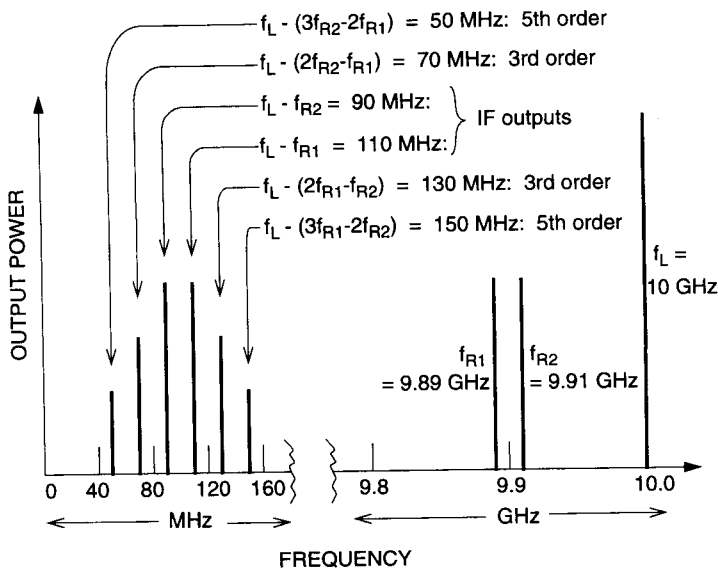 f_L - (3f_R2-2f_R1) = 50 MHz: 5th order
f_L - (2f_R2-f_R1) = 70 MHz: 3rd order
f_L - f_R2 = 90 MHz:
f_L - f_R1 = 110 MHz:
IF outputs
f_L - (2f_R1-f_R2) = 130 MHz: 3rd order
f_L - (3f_R1-2f_R2) = 150 MHz: 5th order
OUTPUT POWER
f_L =
10 GHz
f_R1
= 9.89 GHz
f_R2
= 9.91 GHz
0 40 80 120 160 9.8 9.9 10.0
MHz GHz
FREQUENCY